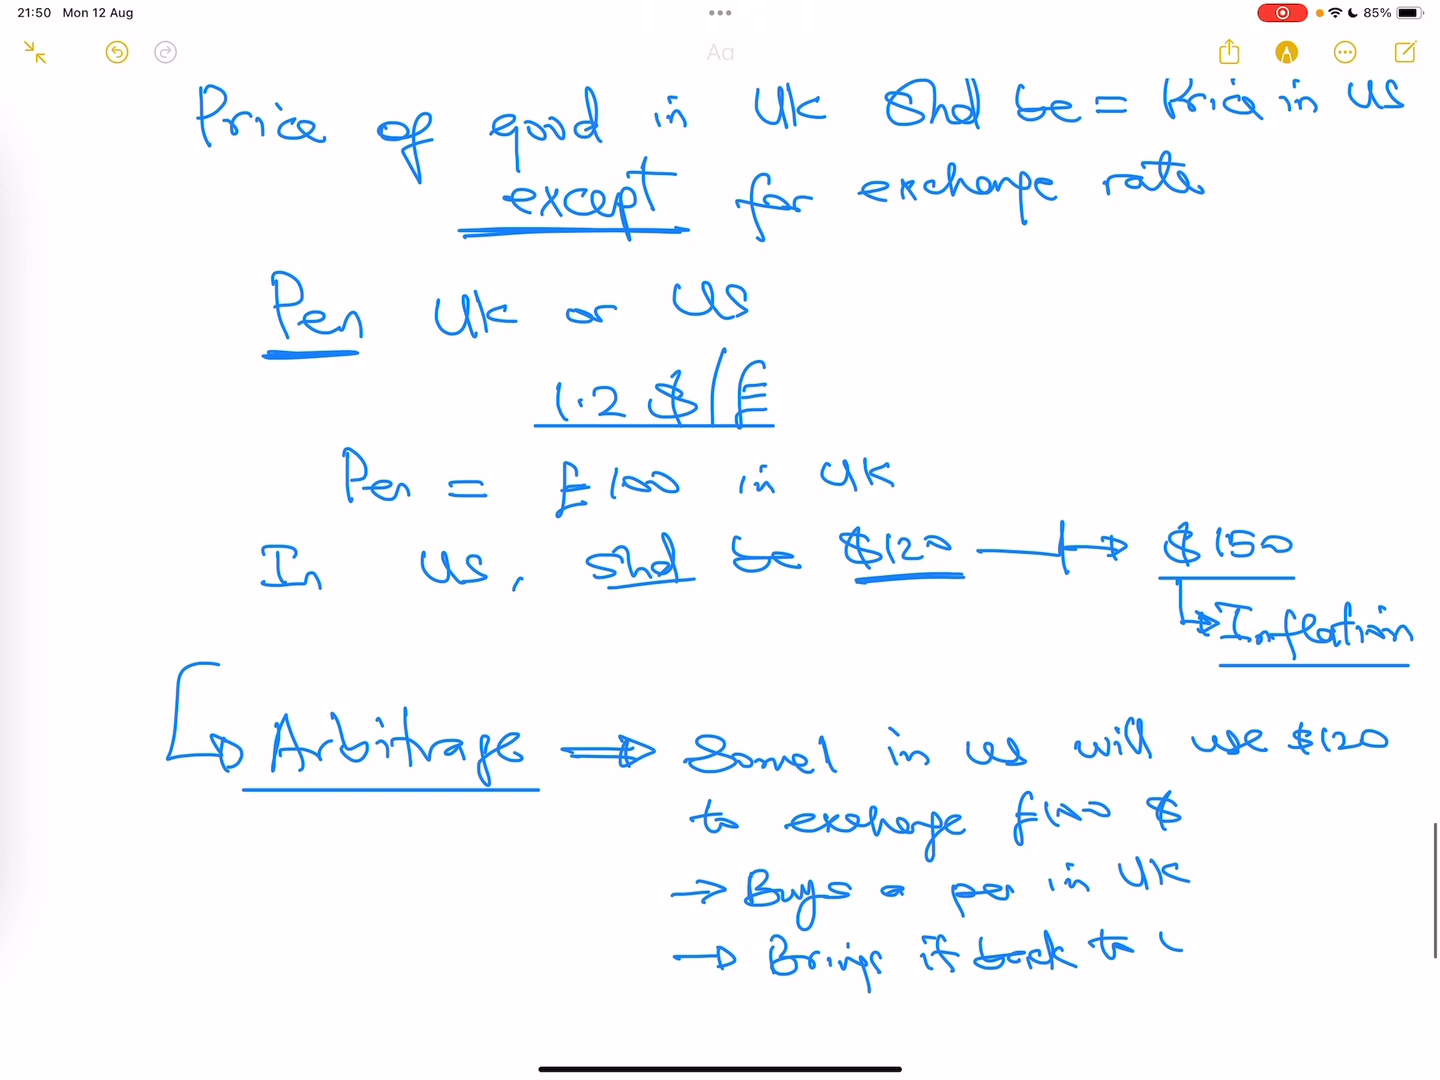 21:50 Mon 12 Aug
85%
Aa
Price of good in UK Shd be = Price in US
except for exchange rate
Pen UK or US
1.2 $/£
Pen = £100 in UK
In US, shd be $120 → $150
↳ Inflation
↳ Arbitrage ⇒ Some1 in US will use $120
to exchange £100 $
→ Buys a pen in UK
→ Brings it back to